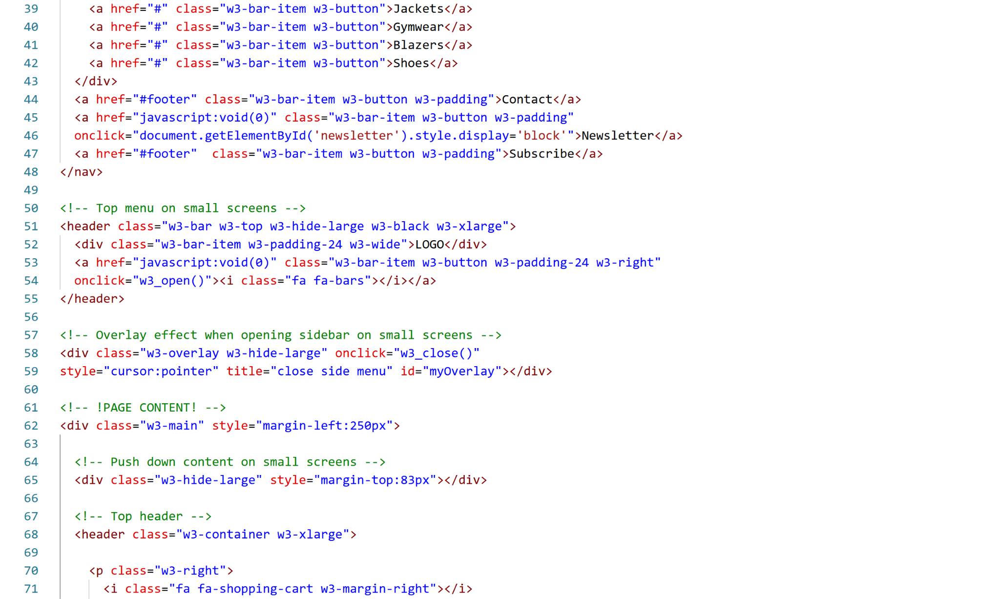 39 <a href="#" class="w3-bar-item w3-button">Jackets</a>
40 <a href="#" class="w3-bar-item w3-button">Gymwear</a>
41 <a href="#" class="w3-bar-item w3-button">Blazers</a>
42 <a href="#" class="w3-bar-item w3-button">Shoes</a>
43 </div>
44 <a href="#footer" class="w3-bar-item w3-button w3-padding">Contact</a>
45 <a href="javascript:void(0)" class="w3-bar-item w3-button w3-padding"
46 onclick="document.getElementById('newsletter').style.display='block'">Newsletter</a>
47 <a href="#footer"  class="w3-bar-item w3-button w3-padding">Subscribe</a>
48 </nav>
49
50 <!-- Top menu on small screens -->
51 <header class="w3-bar w3-top w3-hide-large w3-black w3-xlarge">
52 <div class="w3-bar-item w3-padding-24 w3-wide">LOGO</div>
53 <a href="javascript:void(0)" class="w3-bar-item w3-button w3-padding-24 w3-right"
54 onclick="w3_open()"><i class="fa fa-bars"></i></a>
55 </header>
56
57 <!-- Overlay effect when opening sidebar on small screens -->
58 <div class="w3-overlay w3-hide-large" onclick="w3_close()"
59 style="cursor:pointer" title="close side menu" id="myOverlay"></div>
60
61 <!-- !PAGE CONTENT! -->
62 <div class="w3-main" style="margin-left:250px">
63
64 <!-- Push down content on small screens -->
65 <div class="w3-hide-large" style="margin-top:83px"></div>
66
67 <!-- Top header -->
68 <header class="w3-container w3-xlarge">
69
70 <p class="w3-right">
71 <i class="fa fa-shopping-cart w3-margin-right"></i>